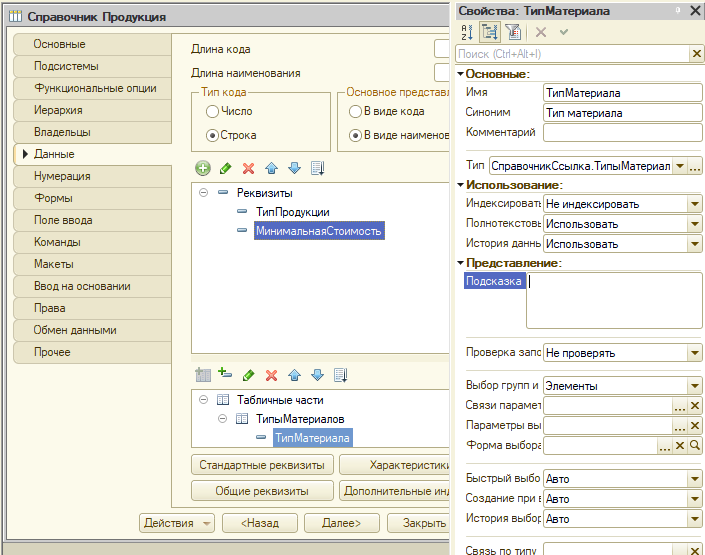 Справочник Продукция
Основные
Подсистемы
Функциональные опции
Иерархия
Владельцы
Данные
Нумерация
Формы
Поле ввода
Команды
Макеты
Ввод на основании
Права
Обмен данными
Прочее
Длина кода
Длина наименования
Тип кода
Число
Строка
Основное представл
В виде кода
В виде наименов
Реквизиты
ТипПродукции
МинимальнаяСтоимость
Табличные части
ТипыМатериалов
ТипМатериала
Стандартные реквизиты
Характеристики
Общие реквизиты
Дополнительные инд
Действия
<Назад
Далее>
Закрыть
Свойства: ТипМатериала
Поиск (Ctrl+Alt+I)
Основные:
Имя ТипМатериала
Синоним Тип материала
Комментарий
Тип СправочникСсылка.ТипыМатериал ...
Использование:
Индексировать Не индексировать
Полнотекстовь Использовать
История данны Использовать
Представление:
Подсказка
Проверка запо Не проверять
Выбор групп и Элементы
Связи парамет ...
Параметры вы ...
Форма выбора ...
Быстрый выбо Авто
Создание при в Авто
История выбор Авто
Связь по типу ...